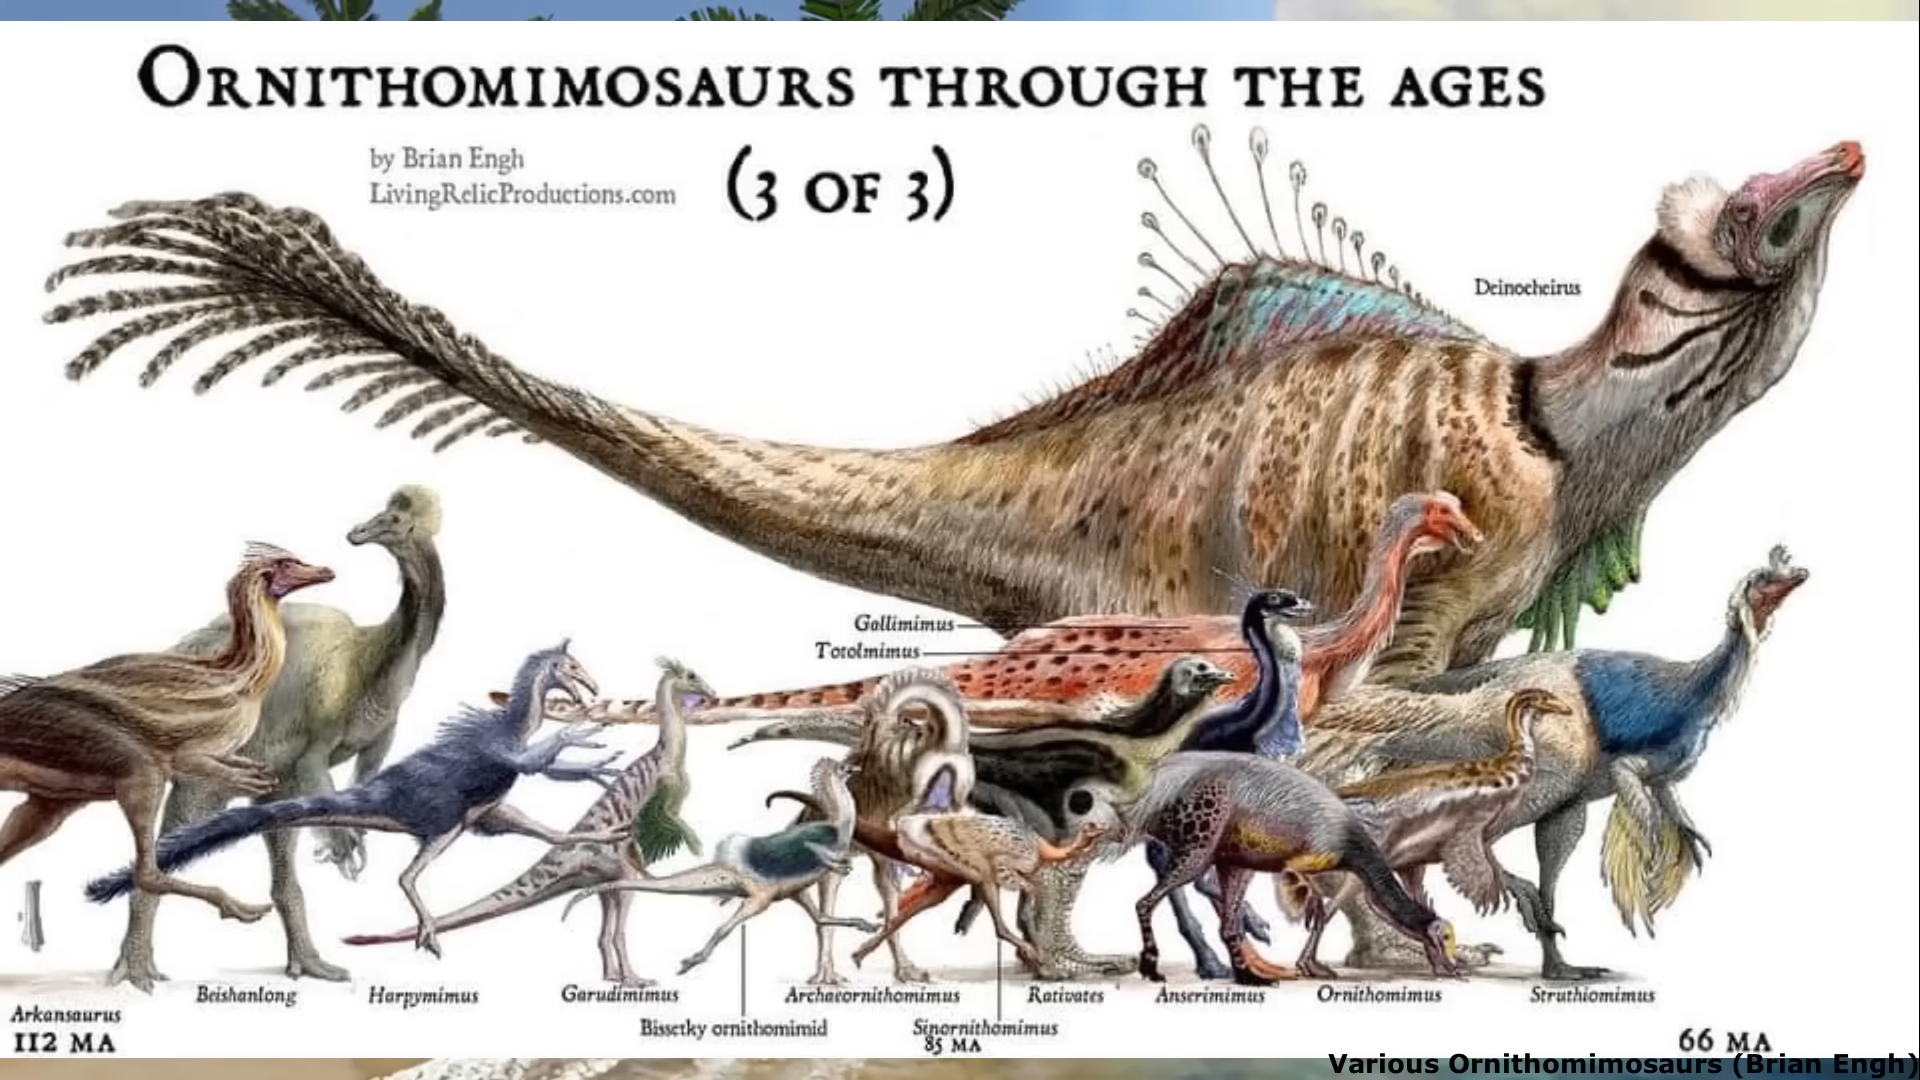 ORNITHOMIMOSAURS THROUGH THE AGES
by Brian Engh
LivingRelicProductions.com
(3 OF 3)
Deinocheirus
Gallimimus
Totolmimus
Beishanlong
Harpymimus
Garudimimus
Archaeornithomimus
Rativates
Anserimimus
Ornithomimus
Struthiomimus
Arkansaurus
Bissetky ornithomimid
Sinornithomimus
112 MA
85 MA
66 MA
Various Ornithomimosaurs (Brian Engh)